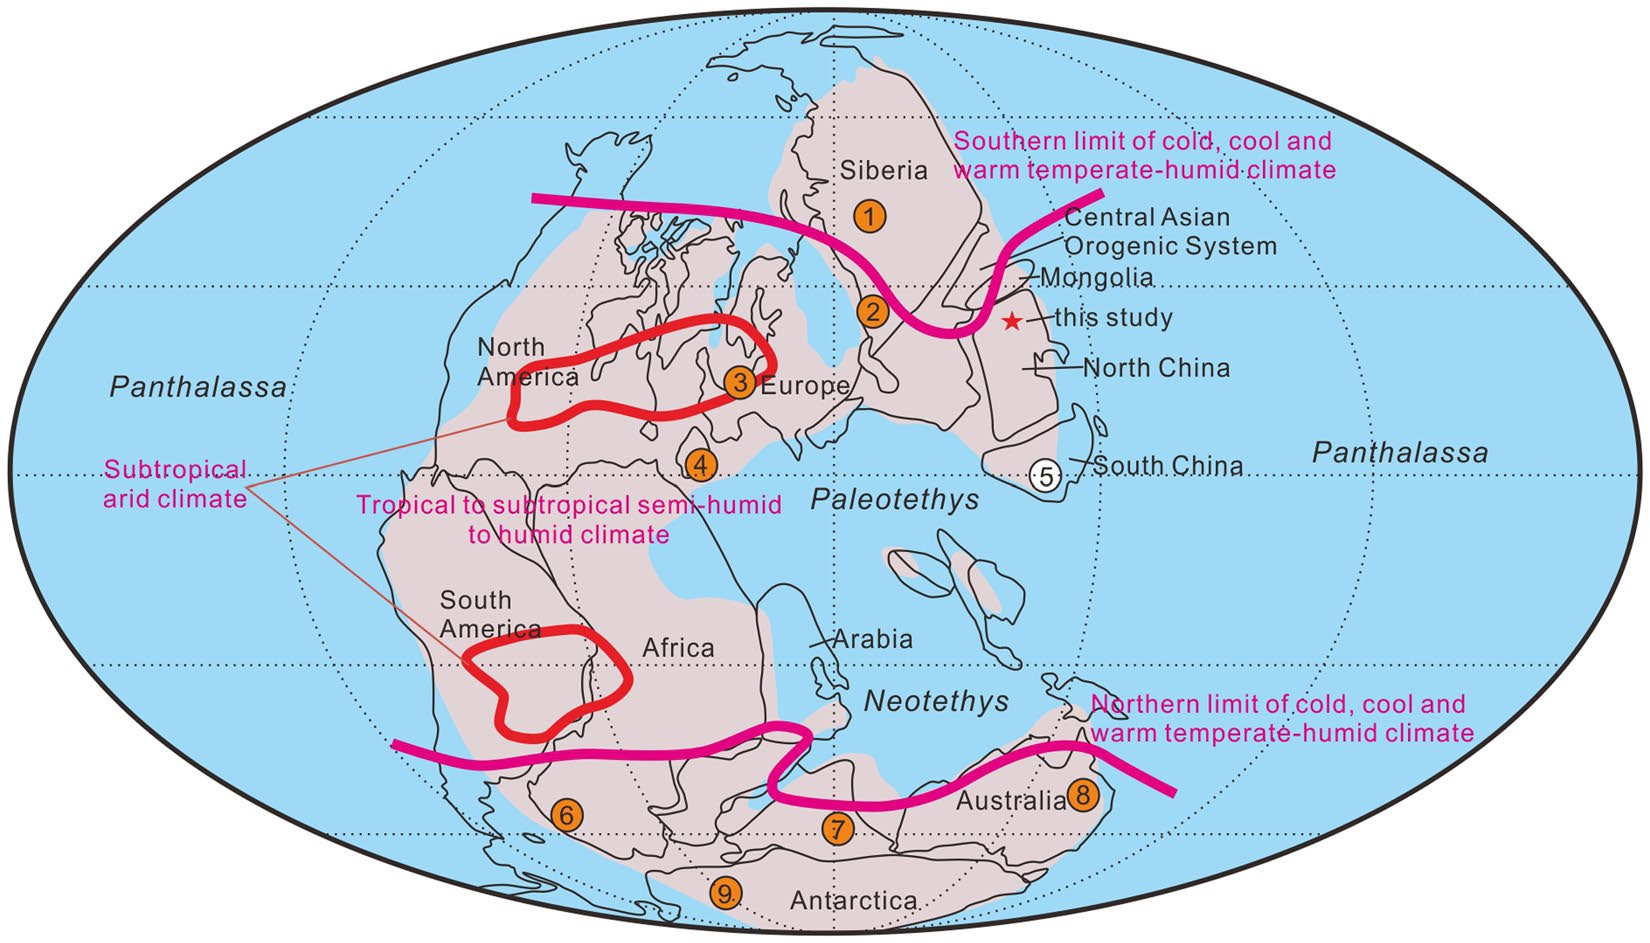 Southern limit of cold, cool and
warm temperate-humid climate
Siberia
1
Central Asian
Orogenic System
Mongolia
2
this study
North
America
North China
Panthalassa
3
Europe
Panthalassa
Subtropical
arid climate
4
South China
5
Tropical to subtropical semi-humid
to humid climate
Paleotethys
South
America
Africa
Arabia
Neotethys
Northern limit of cold, cool and
warm temperate-humid climate
Australia
8
6
7
9
Antarctica